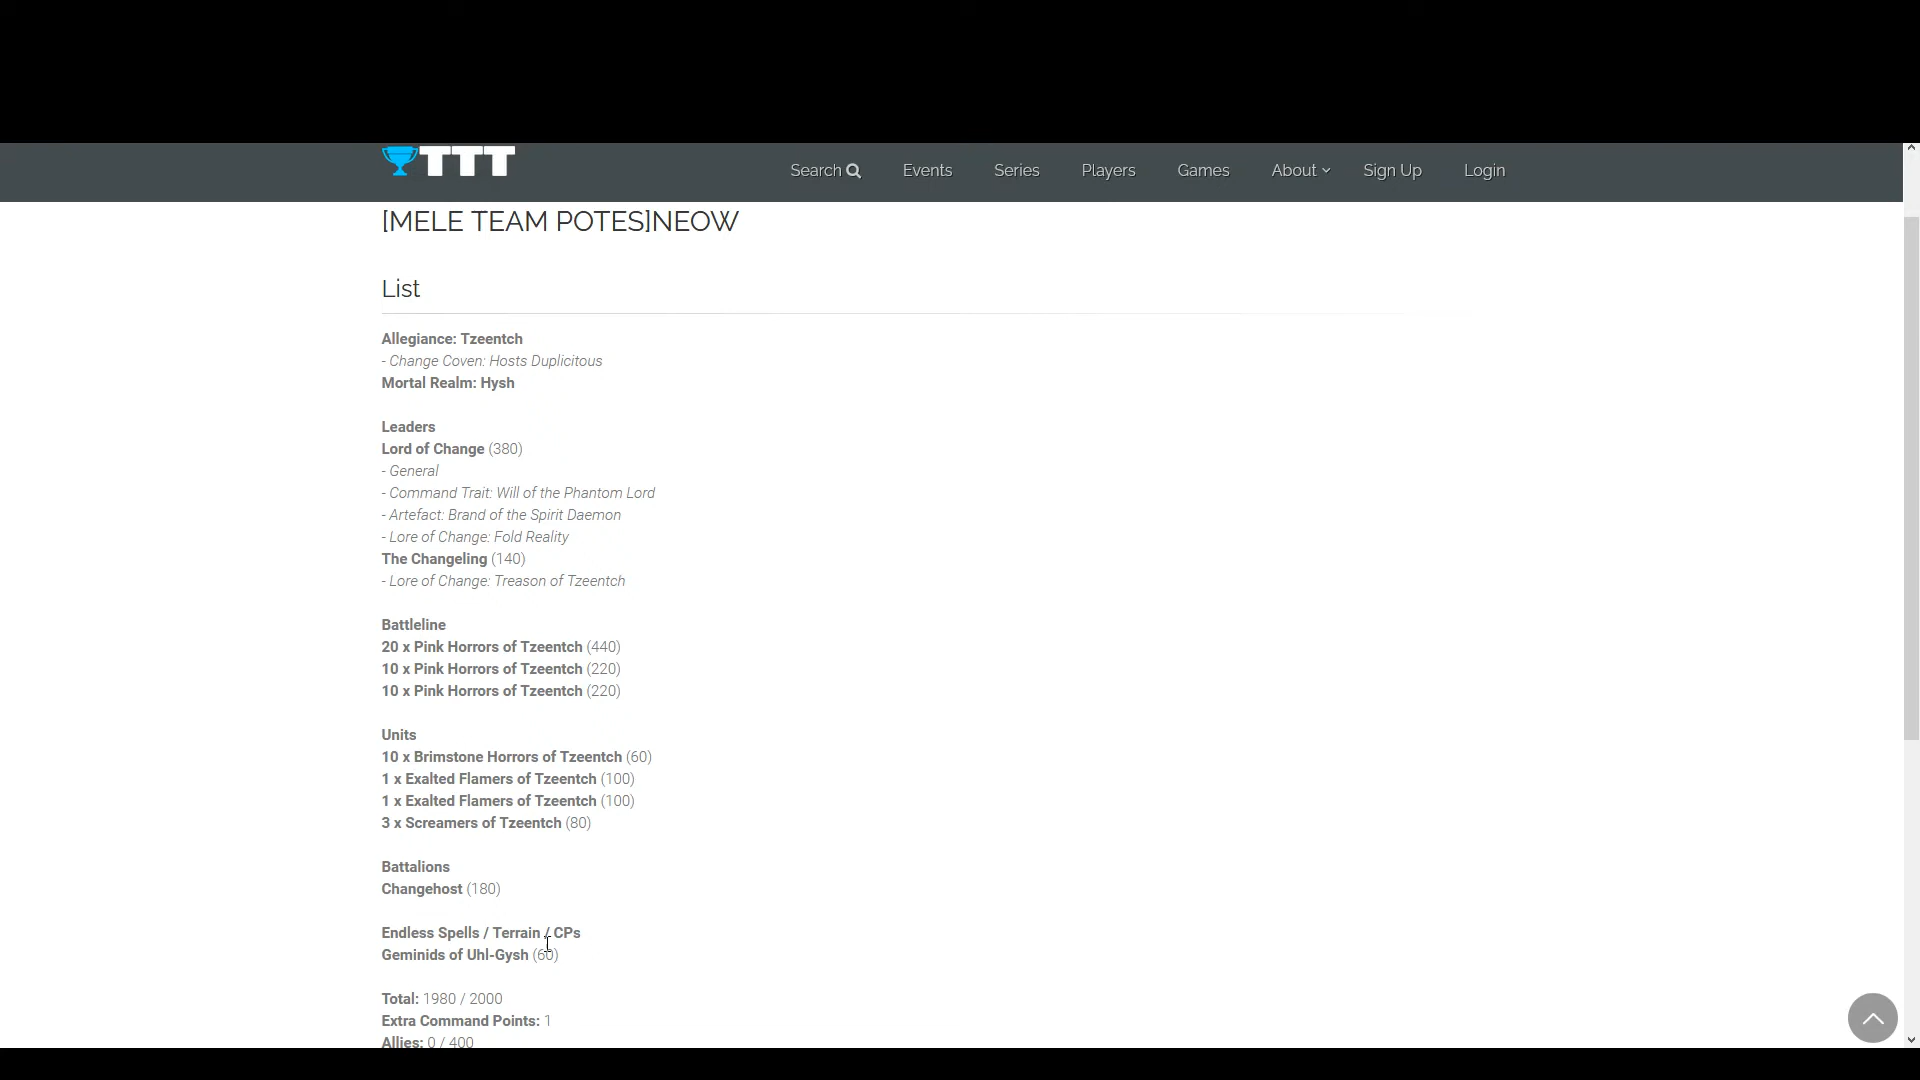 TTT
Search Events Series Players Games About Sign Up Login
[MELE TEAM POTES]NEOW
List
Allegiance: Tzeentch
- Change Coven: Hosts Duplicitous
Mortal Realm: Hysh
Leaders
Lord of Change (380)
- General
- Command Trait: Will of the Phantom Lord
- Artefact: Brand of the Spirit Daemon
- Lore of Change: Fold Reality
The Changeling (140)
- Lore of Change: Treason of Tzeentch
Battleline
20 x Pink Horrors of Tzeentch (440)
10 x Pink Horrors of Tzeentch (220)
10 x Pink Horrors of Tzeentch (220)
Units
10 x Brimstone Horrors of Tzeentch (60)
1 x Exalted Flamers of Tzeentch (100)
1 x Exalted Flamers of Tzeentch (100)
3 x Screamers of Tzeentch (80)
Battalions
Changehost (180)
Endless Spells / Terrain / CPs
Geminids of Uhl-Gysh (60)
Total: 1980 / 2000
Extra Command Points: 1
Allies: 0 / 400